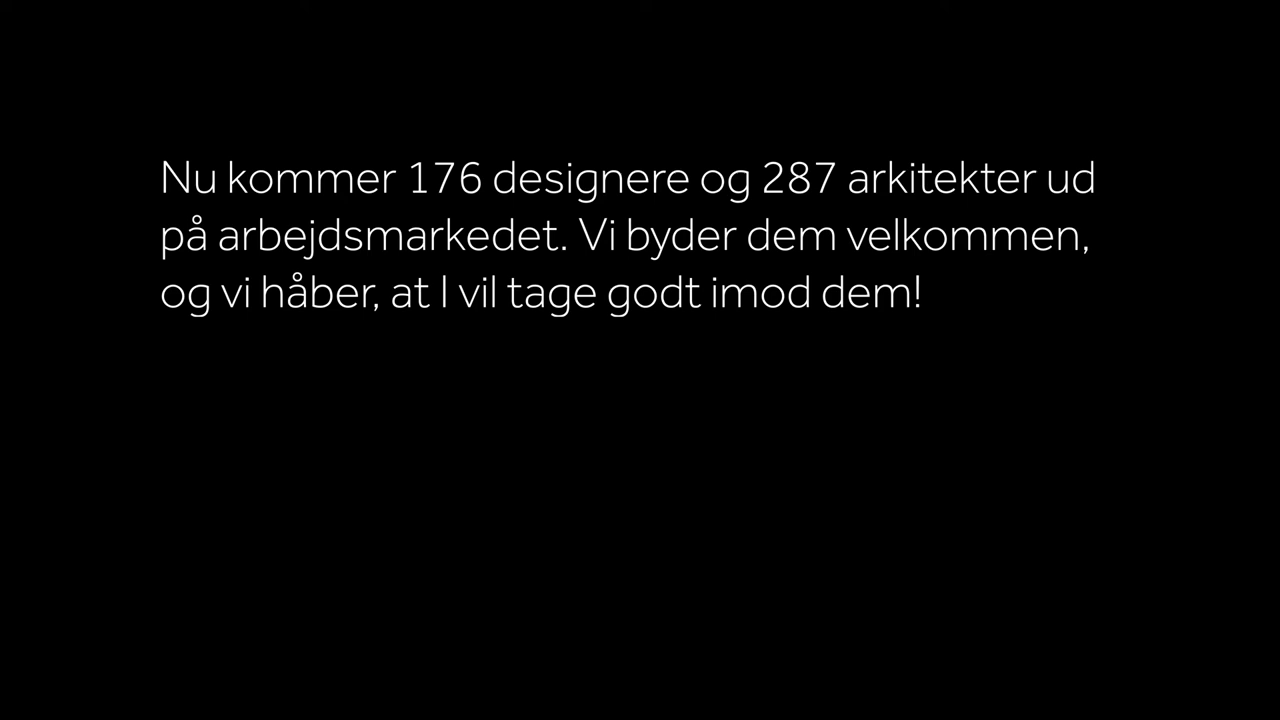 Nu kommer 176 designere og 287 arkitekter ud
på arbejdsmarkedet. Vi byder dem velkommen,
og vi håber, at I vil tage godt imod dem!